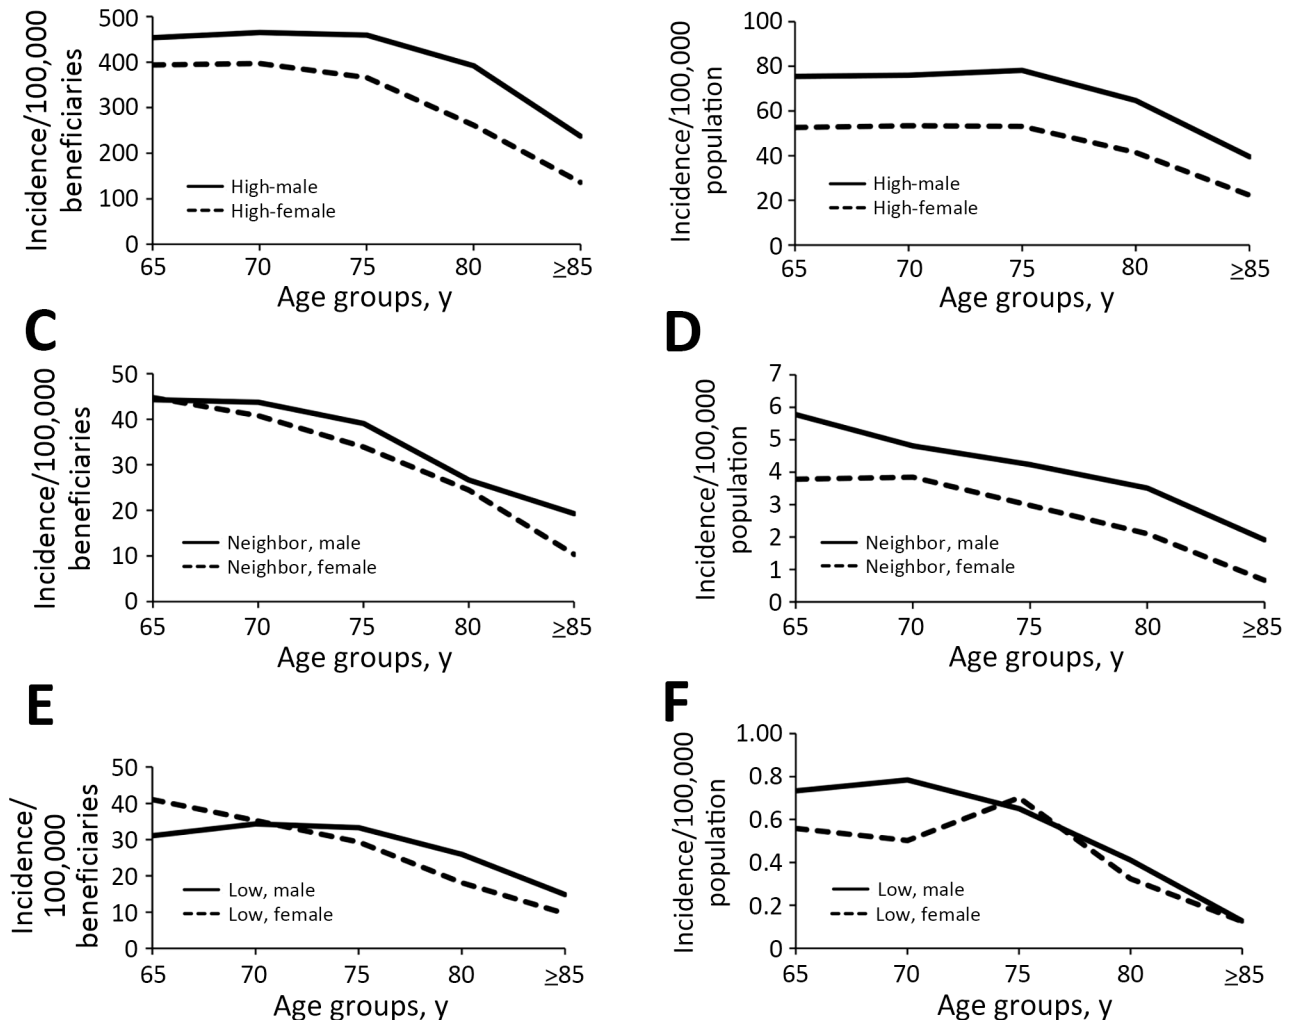 Incidence/100,000
beneficiaries
500
400
300
200
100
0
High-male
High-female
65 70 75 80 ≥85
Age groups, y
Incidence/100,000
population
100
80
60
40
20
0
High-male
High-female
65 70 75 80 ≥85
Age groups, y
C
Incidence/100,000
beneficiaries
50
40
30
20
10
0
Neighbor, male
Neighbor, female
65 70 75 80 ≥85
Age groups, y
D
Incidence/100,000
population
7
6
5
4
3
2
1
0
Neighbor, male
Neighbor, female
65 70 75 80 ≥85
Age groups, y
E
Incidence/
100,000
beneficiaries
50
40
30
20
10
0
Low, male
Low, female
65 70 75 80 ≥85
Age groups, y
F
Incidence/100,000
population
1.00
0.8
0.6
0.4
0.2
0
Low, male
Low, female
65 70 75 80 ≥85
Age groups, y